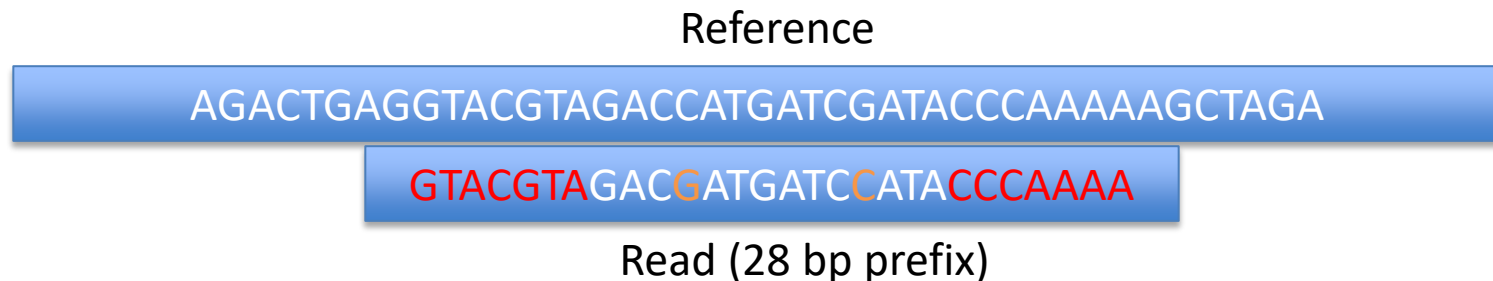 Reference
AGACTGAGGTACGTAGACCATGATCGATACCCAAAAAGCTAGA
GTACGTAGACGATGATCCATACCCAAAA
Read (28 bp prefix)